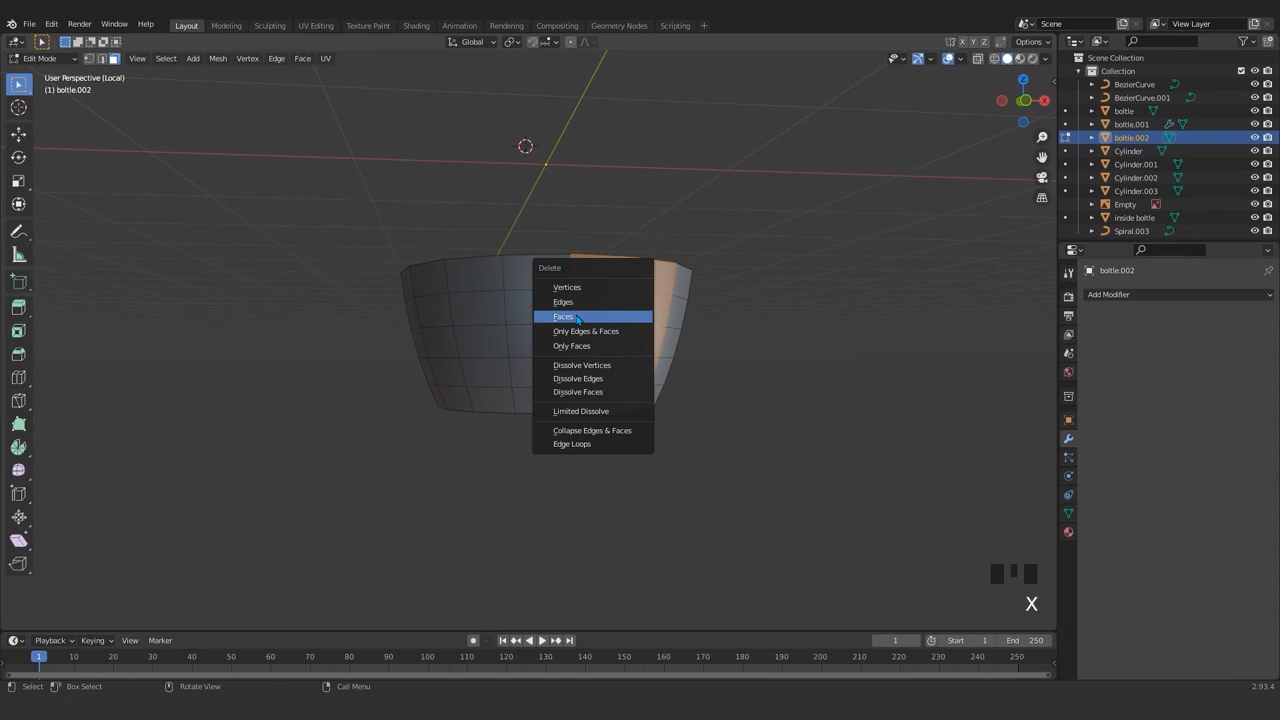 File Edit Render Window Help Layout Modeling Sculpting UV Editing Texture Paint Shading Animation Rendering Compositing Geometry Nodes Scripting Scene View Layer
Global X Y Z Options
Edit Mode View Select Add Mesh Vertex Edge Face UV
Scene Collection
Collection
User Perspective (Local)
(1) boltle.002
BezierCurve
BezierCurve.001
boltle
boltle.001
boltle.002
Cylinder
Cylinder.001
Cylinder.002
Cylinder.003
Empty
inside boltle
Spiral.003
Z
X
boltle.002
Add Modifier
Delete
Vertices
Edges
Faces
Only Edges & Faces
Only Faces
Dissolve Vertices
Dissolve Edges
Dissolve Faces
Limited Dissolve
Collapse Edges & Faces
Edge Loops
X
Playback Keying View Marker 1 Start 1 End 250
1 10 20 30 40 50 60 70 80 90 100 110 120 130 140 150 160 170 180 190 200 210 220 230 240 250
Select Box Select Rotate View Call Menu 2.93.4